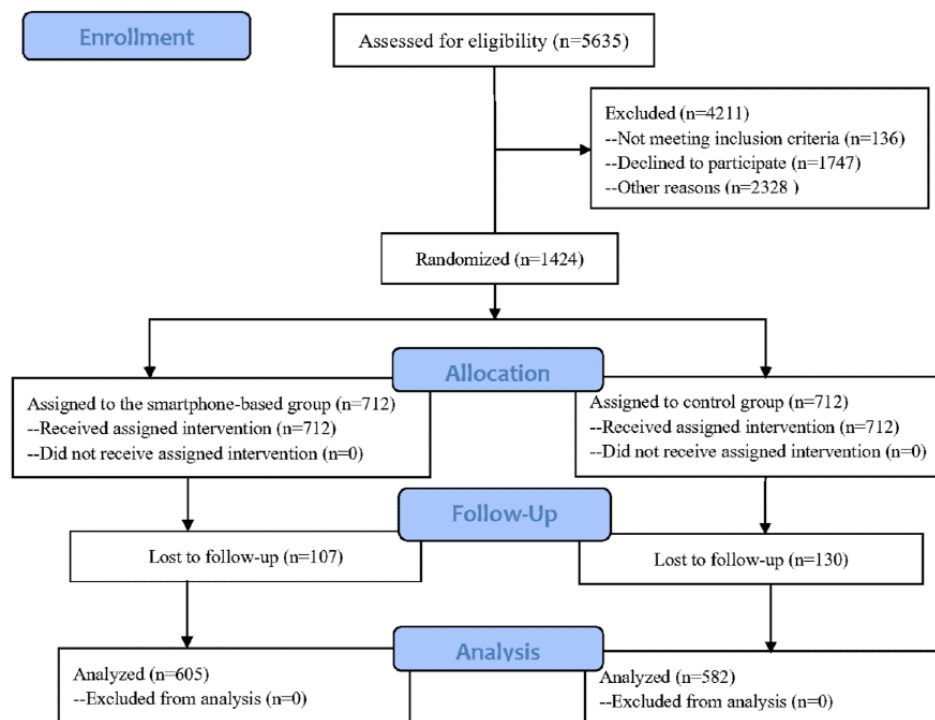 Enrollment
Assessed for eligibility (n=5635)
Excluded (n=4211)
--Not meeting inclusion criteria (n=136)
--Declined to participate (n=1747)
--Other reasons (n=2328 )
Randomized (n=1424)
Allocation
Assigned to the smartphone-based group (n=712)
--Received assigned intervention (n=712)
--Did not receive assigned intervention (n=0)
Assigned to control group (n=712)
--Received assigned intervention (n=712)
--Did not receive assigned intervention (n=0)
Follow-Up
Lost to follow-up (n=107)
Lost to follow-up (n=130)
Analysis
Analyzed (n=605)
--Excluded from analysis (n=0)
Analyzed (n=582)
--Excluded from analysis (n=0)